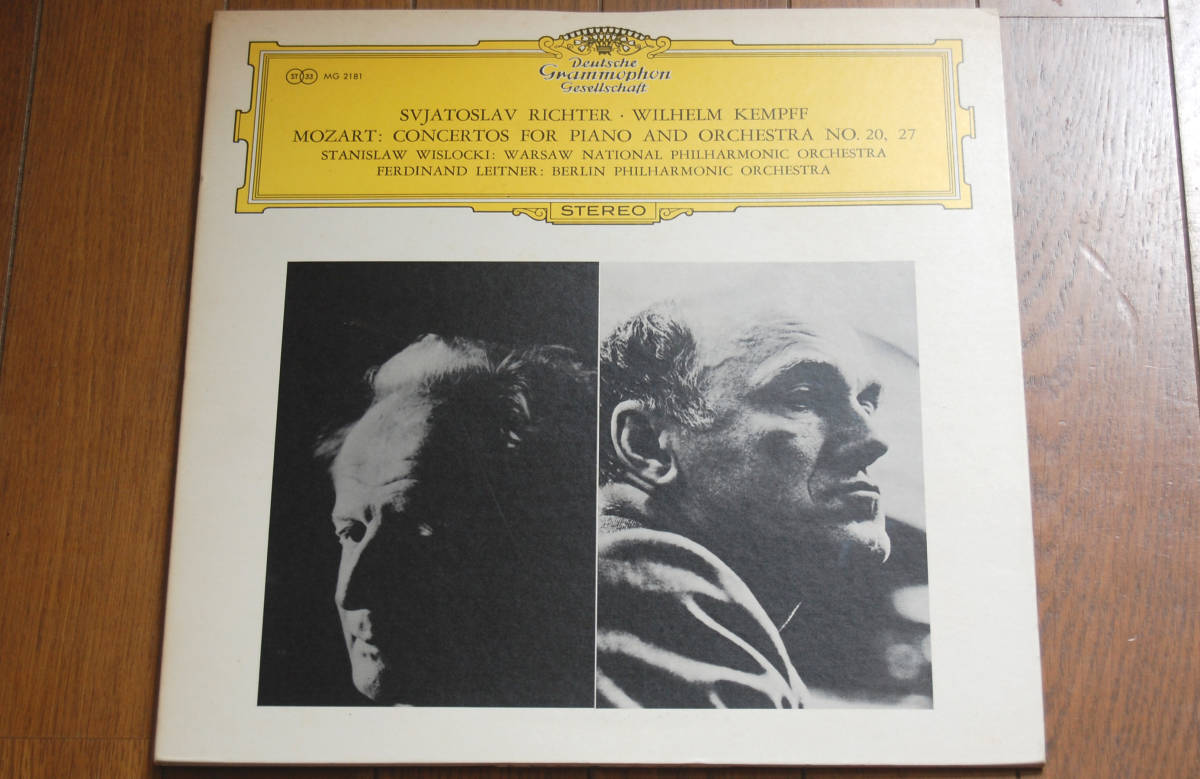 Deutsche
Grammophon
Gesellschaft
ST 33 MG 2181
SVJATOSLAV RICHTER · WILHELM KEMPFF
MOZART: CONCERTOS FOR PIANO AND ORCHESTRA NO. 20, 27
STANISLAW WISLOCKI: WARSAW NATIONAL PHILHARMONIC ORCHESTRA
FERDINAND LEITNER: BERLIN PHILHARMONIC ORCHESTRA
STEREO